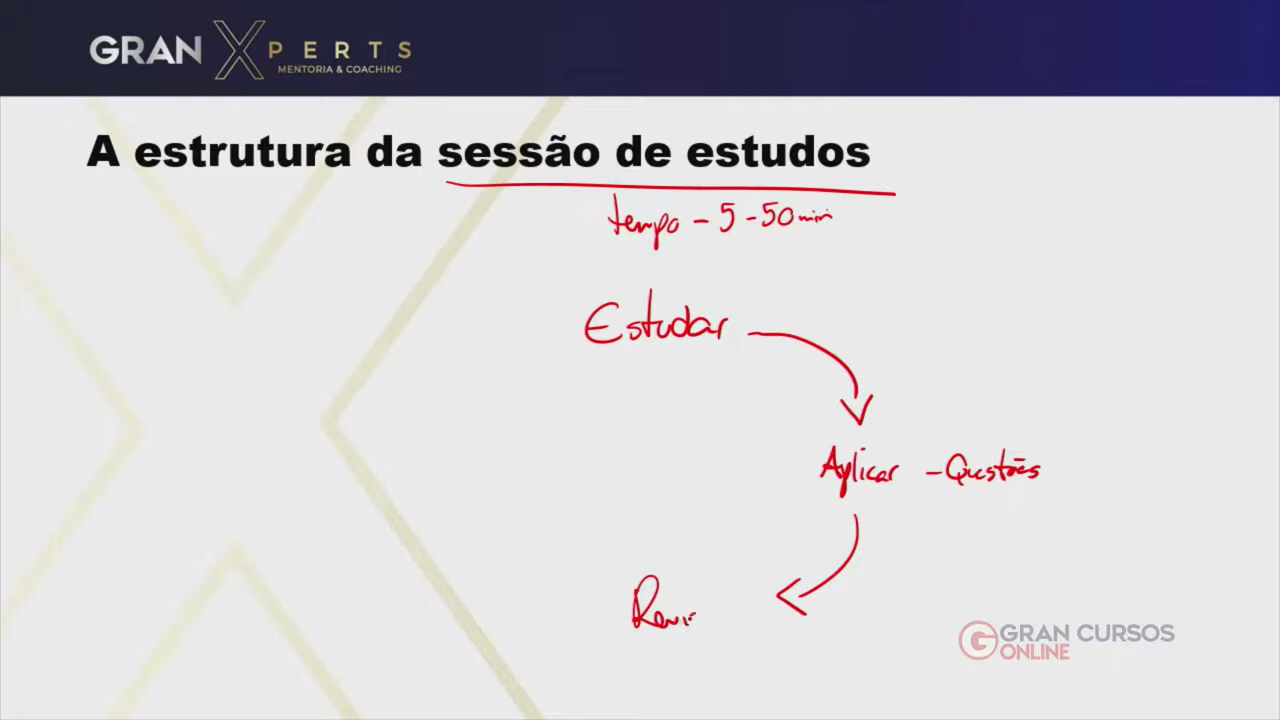 GRAN XPERTS
MENTORIA & COACHING
A estrutura da sessão de estudos
tempo - 5 - 50 min
Estudar
Aplicar - Questões
Revi
GRAN CURSOS
ONLINE